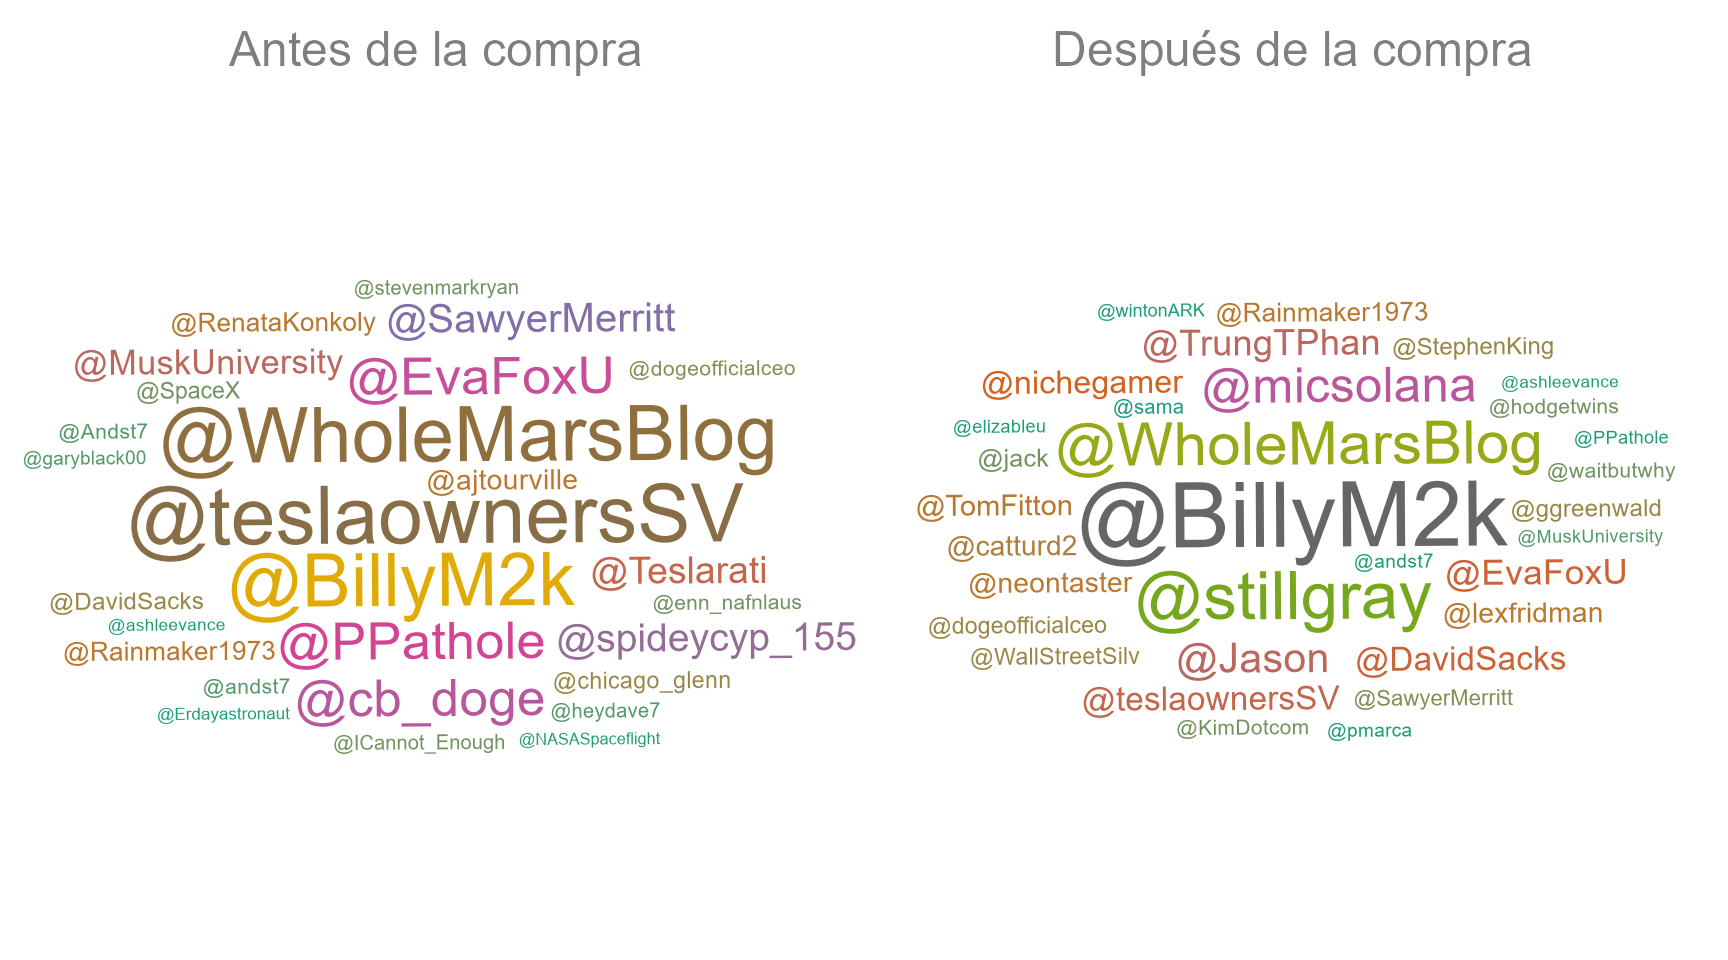 Antes de la compra
@stevenmarkryan
@RenataKonkoly @SawyerMerritt
@MuskUniversity @EvaFoxU @dogeofficialceo
@SpaceX
@Andst7 @WholeMarsBlog
@garyblack00
@ajtourville
@teslaownersSV
@BillyM2k @Teslarati
@DavidSacks @enn_nafnlaus
@ashleevance
@Rainmaker1973 @PPathole @spideycyp_155
@andst7 @cb_doge @chicago_glenn
@Erdayastronaut @heydave7
@ICannot_Enough @NASASpaceflight
Después de la compra
@wintonARK @Rainmaker1973
@TrungTPhan @StephenKing
@nichegamer @micsolana @ashleevance
@sama @hodgetwins
@elizableu @WholeMarsBlog @PPathole
@jack @waitbutwhy
@TomFitton @BillyM2k @ggreenwald
@catturd2 @MuskUniversity
@andst7
@neontaster @stillgray @EvaFoxU
@dogeofficialceo @lexfridman
@WallStreetSilv @Jason @DavidSacks
@teslaownersSV @SawyerMerritt
@KimDotcom @pmarca